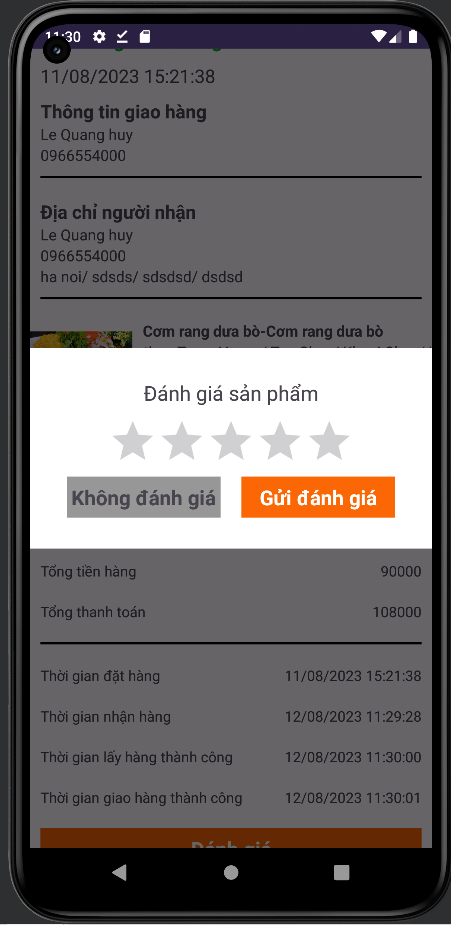 11:30
11/08/2023 15:21:38
Thông tin giao hàng
Le Quang huy
0966554000
Địa chỉ người nhận
Le Quang huy
0966554000
ha noi/ sdsds/ sdsdsd/ dsdsd
Cơm rang dưa bò-Cơm rang dưa bò
Đánh giá sản phẩm
Không đánh giá
Gửi đánh giá
Tổng tiền hàng 90000
Tổng thanh toán 108000
Thời gian đặt hàng 11/08/2023 15:21:38
Thời gian nhận hàng 12/08/2023 11:29:28
Thời gian lấy hàng thành công 12/08/2023 11:30:00
Thời gian giao hàng thành công 12/08/2023 11:30:01
Đánh giá